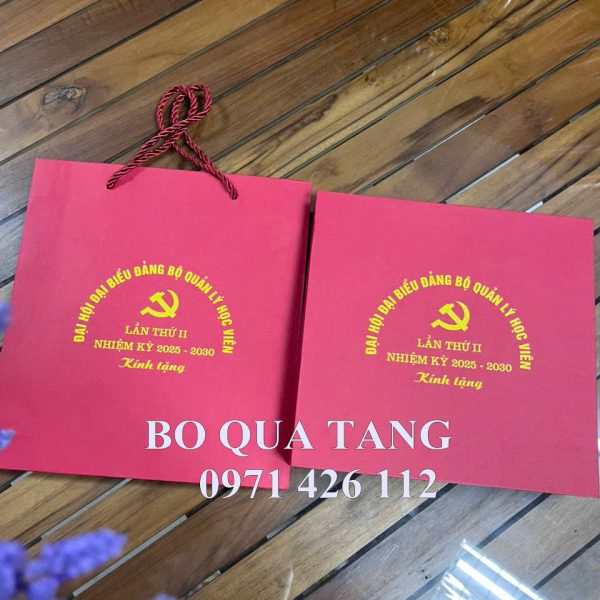 ĐẠI HỘI ĐẠI BIỂU ĐẢNG BỘ QUẢN LÝ HỌC VIÊN
LẦN THỨ II
NHIỆM KỲ 2025 - 2030
Kính tặng
ĐẠI HỘI ĐẠI BIỂU ĐẢNG BỘ QUẢN LÝ HỌC VIÊN
LẦN THỨ II
NHIỆM KỲ 2025 - 2030
Kính tặng
BO QUA TANG
0971 426 112